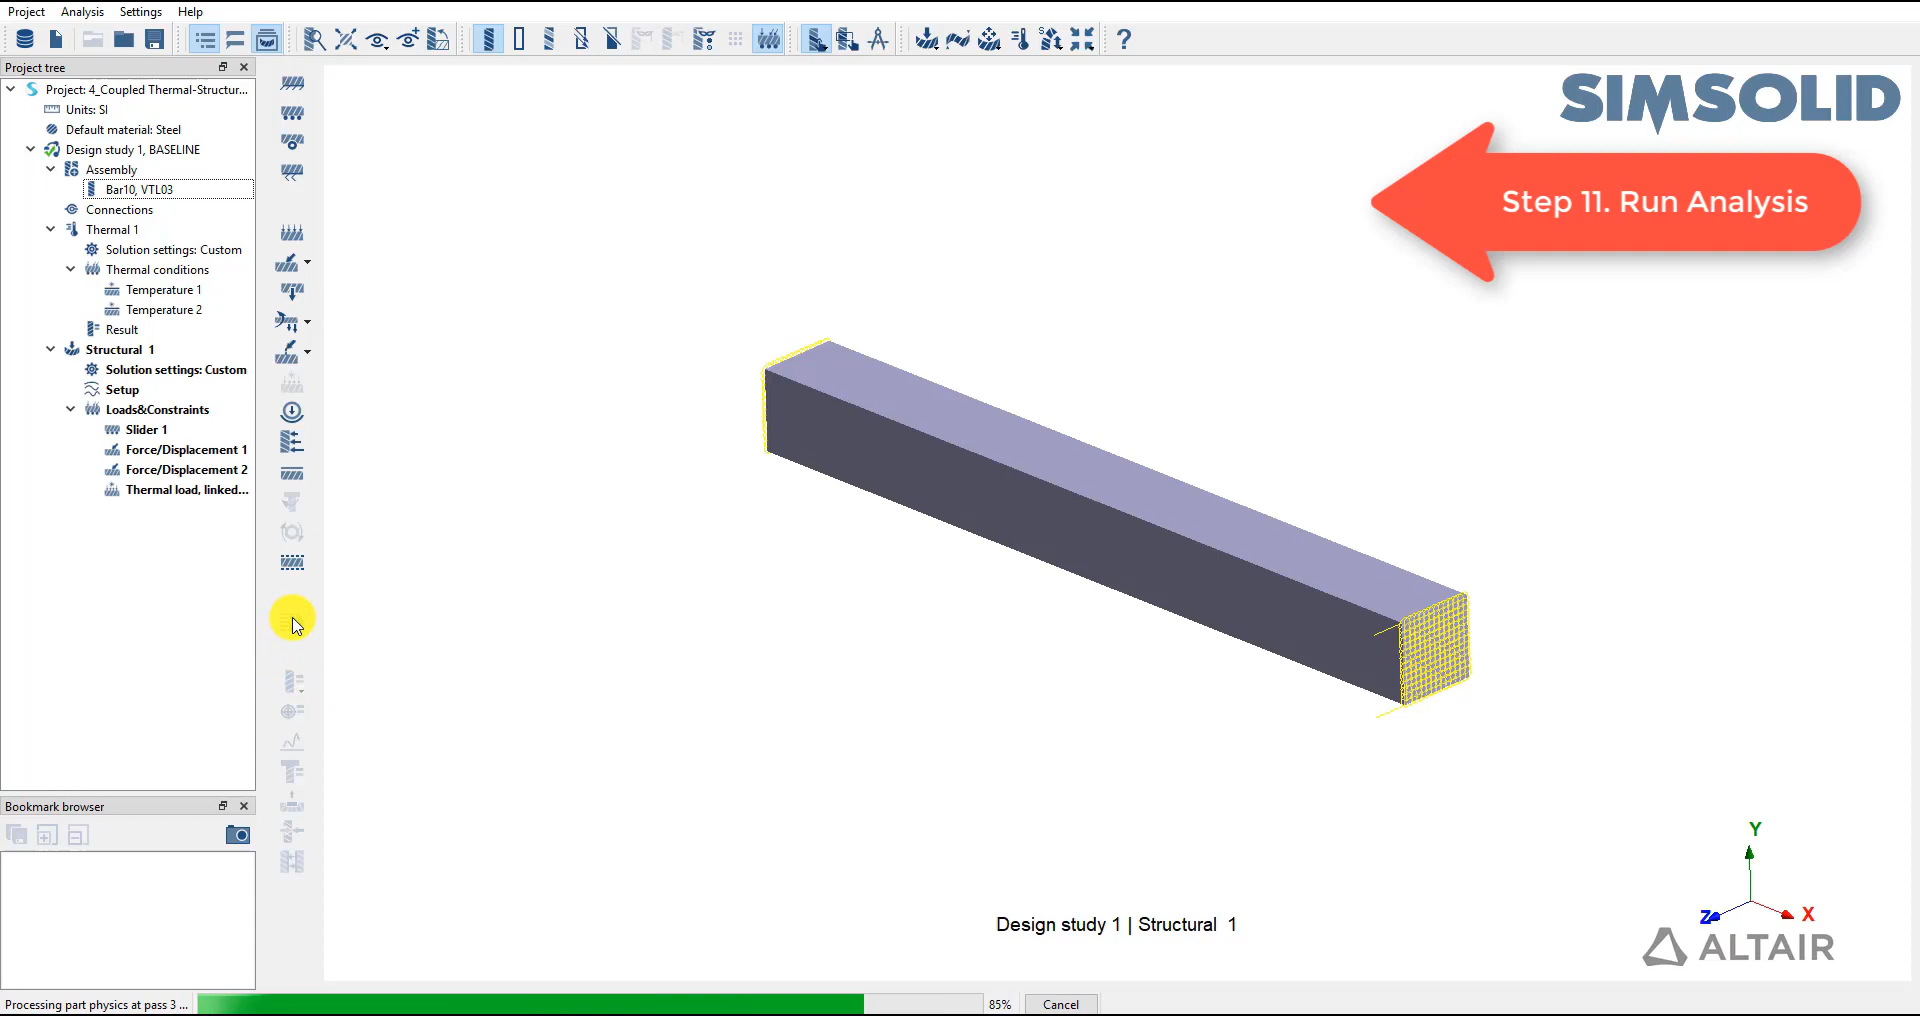 Project Analysis Settings Help
Project tree
Project: 4_Coupled Thermal-Structur...
Units: SI
Default material: Steel
Design study 1, BASELINE
Assembly
Bar10, VTL03
Connections
Thermal 1
Solution settings: Custom
Thermal conditions
Temperature 1
Temperature 2
Result
Structural 1
Solution settings: Custom
Setup
Loads&Constraints
Slider 1
Force/Displacement 1
Force/Displacement 2
Thermal load, linked...
SIMSOLID
Step 11. Run Analysis
Bookmark browser
Y
Z X
Design study 1 | Structural 1
ALTAIR
Processing part physics at pass 3 ... 85% Cancel